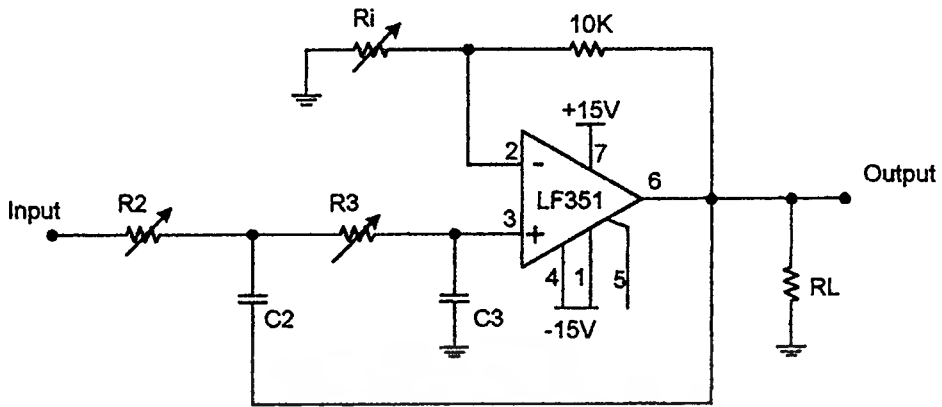 Ri
10K
+15V
2
-
7
LF351
6
Output
Input
R2
R3
3
+
4
1
5
C2
C3
-15V
RL